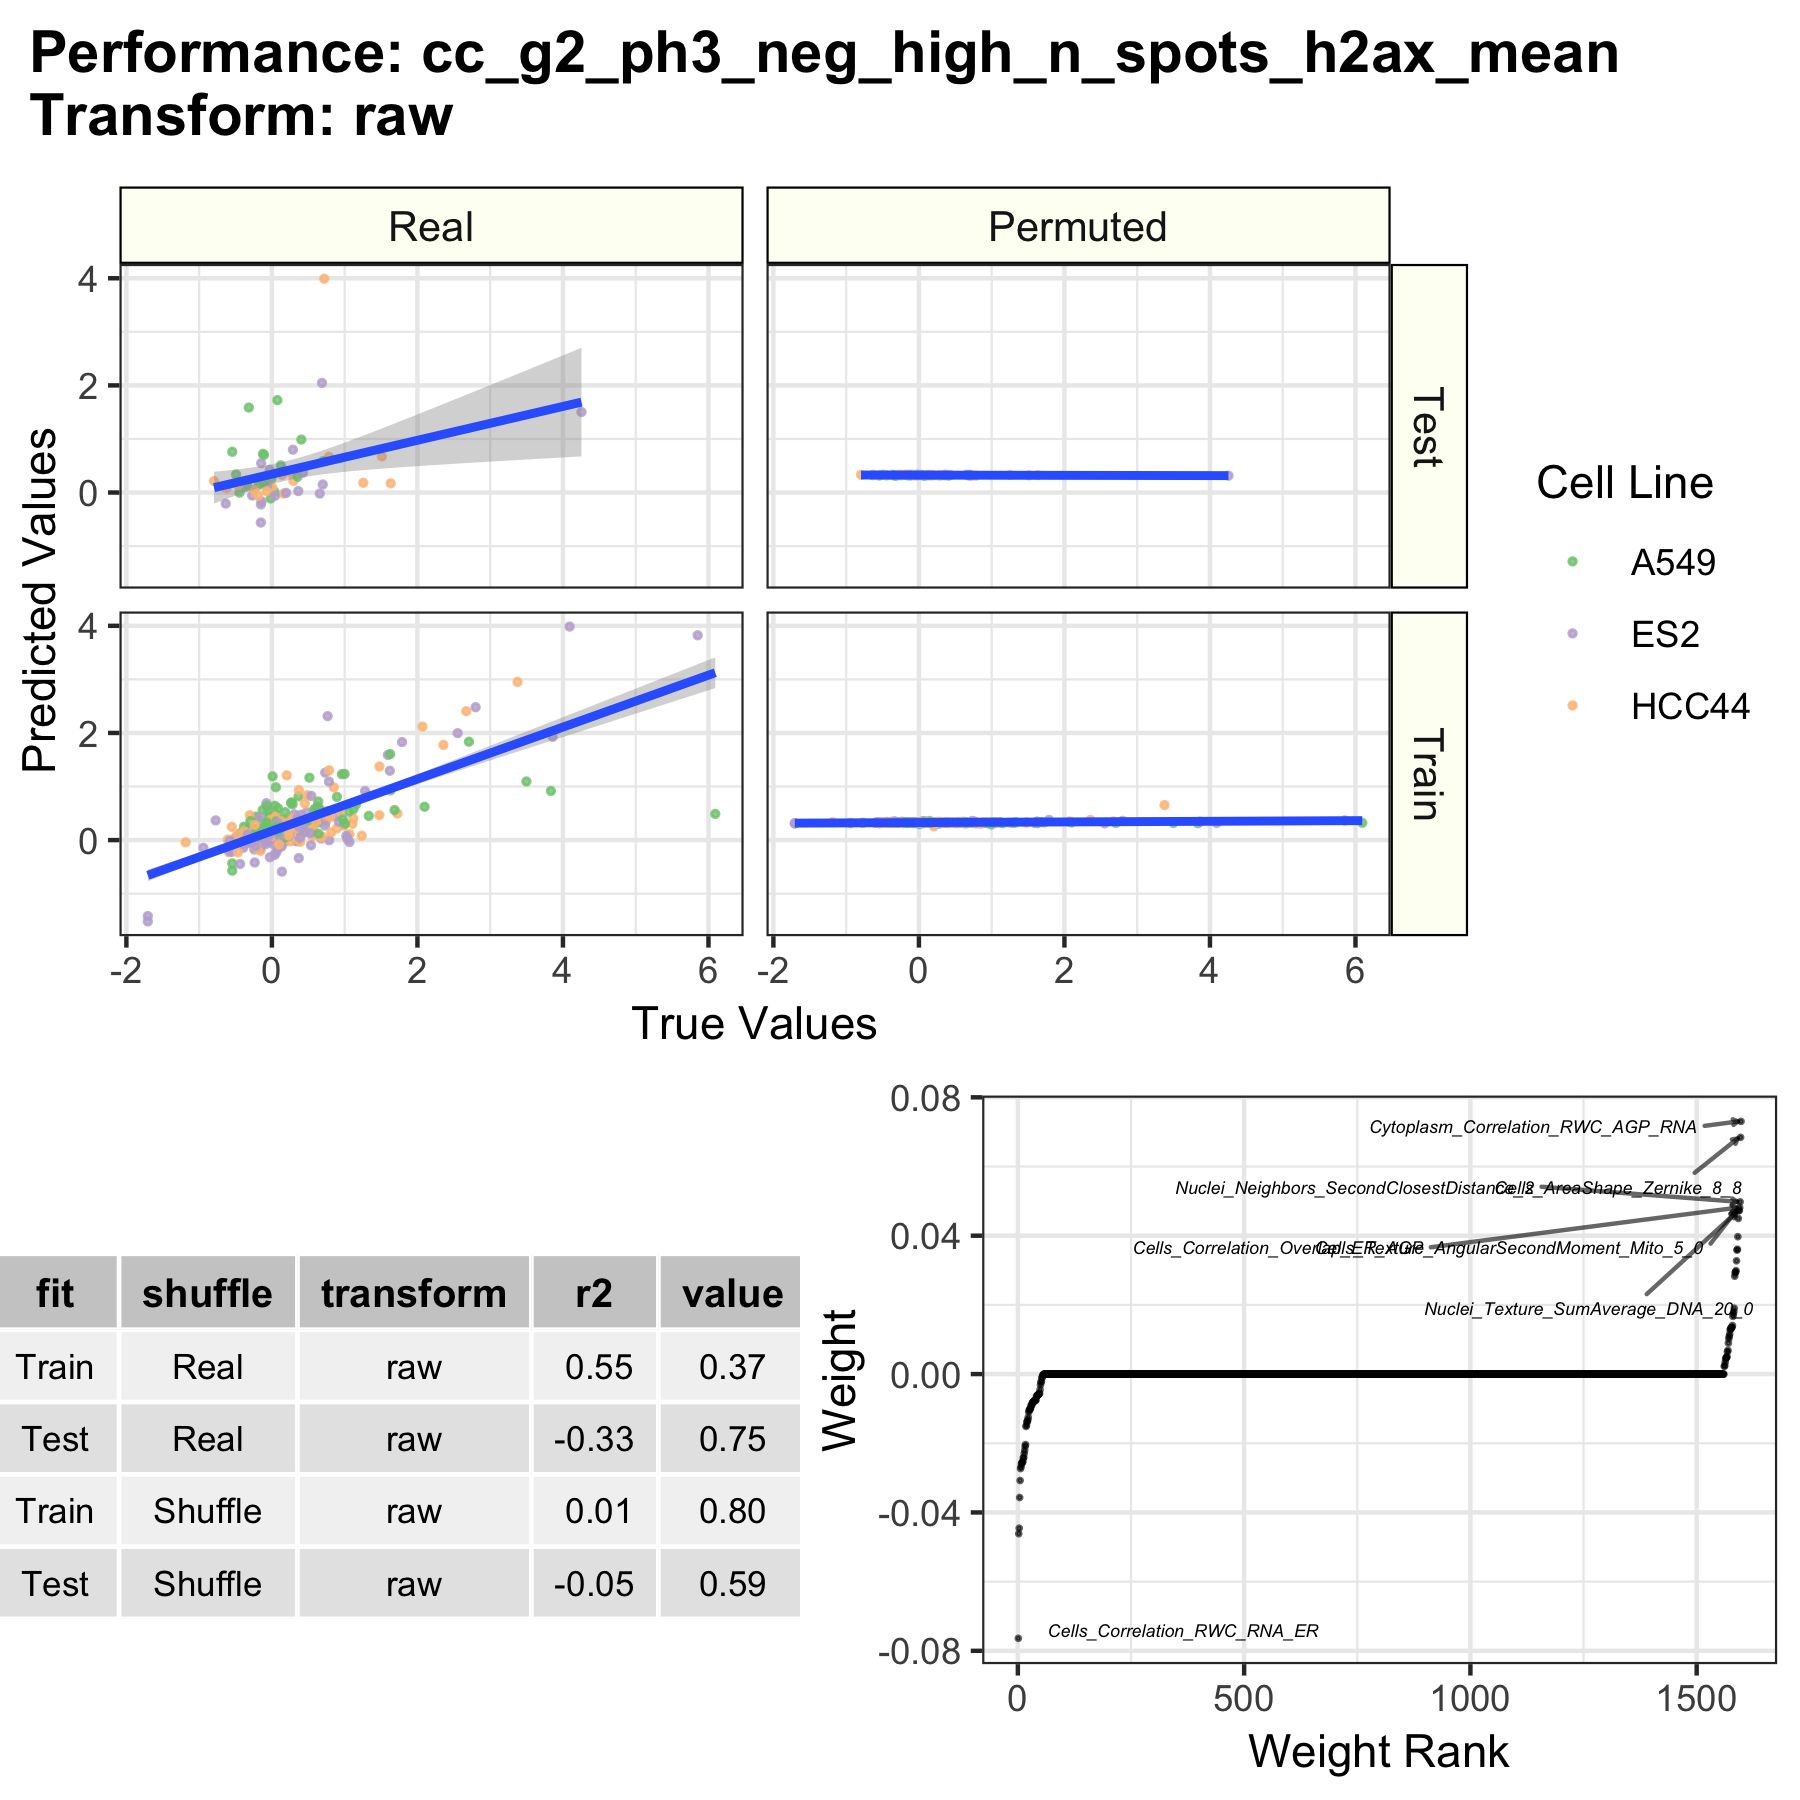 Performance: cc_g2_ph3_neg_high_n_spots_h2ax_mean
Transform: raw
Real
Permuted
4
2
0
Test
4
2
0
Train
Predicted Values
-2
0
2
4
6
-2
0
2
4
6
True Values
Cell Line
A549
ES2
HCC44
fit shuffle transform r2 value
Train Real raw 0.55 0.37
Test Real raw -0.33 0.75
Train Shuffle raw 0.01 0.80
Test Shuffle raw -0.05 0.59
Weight
0.08
0.04
0.00
-0.04
-0.08
Cytoplasm_Correlation_RWC_AGP_RNA
Nuclei_Neighbors_SecondClosestDistance_2
Cells_AreaShape_Zernike_8_8
Cells_Correlation_Overlap_ER_AGP
Cells_Texture_AngularSecondMoment_Mito_5_0
Nuclei_Texture_SumAverage_DNA_20_0
Cells_Correlation_RWC_RNA_ER
0
500
1000
1500
Weight Rank